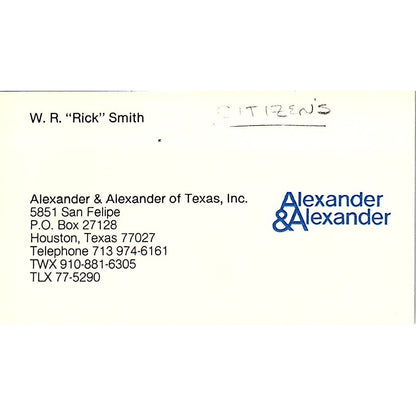 CITIZEN'S
W. R. "Rick" Smith
Alexander & Alexander of Texas, Inc.
5851 San Felipe
P.O. Box 27128
Houston, Texas 77027
Telephone 713 974-6161
TWX 910-881-6305
TLX 77-5290
Alexander
&Alexander